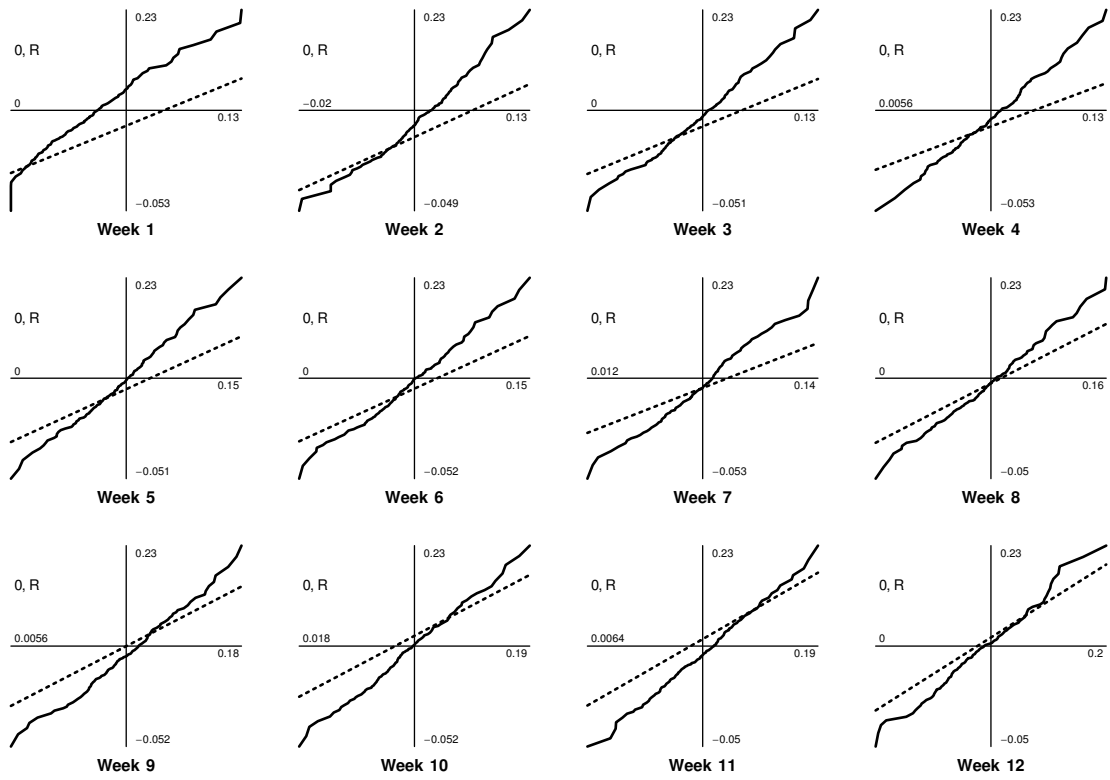 0.23
0, R
0
0.13
−0.053
Week 1
0.23
0, R
−0.02
0.13
−0.049
Week 2
0.23
0, R
0
0.13
−0.051
Week 3
0.23
0, R
0.0056
0.13
−0.053
Week 4
0.23
0, R
0
0.15
−0.051
Week 5
0.23
0, R
0
0.15
−0.052
Week 6
0.23
0, R
0.012
0.14
−0.053
Week 7
0.23
0, R
0.16
−0.05
Week 8
0.23
0, R
0.0056
0.18
−0.052
Week 9
0.23
0, R
0.018
0.19
−0.052
Week 10
0.23
0, R
0.0064
0.19
−0.05
Week 11
0.23
0, R
0
0.2
−0.05
Week 12